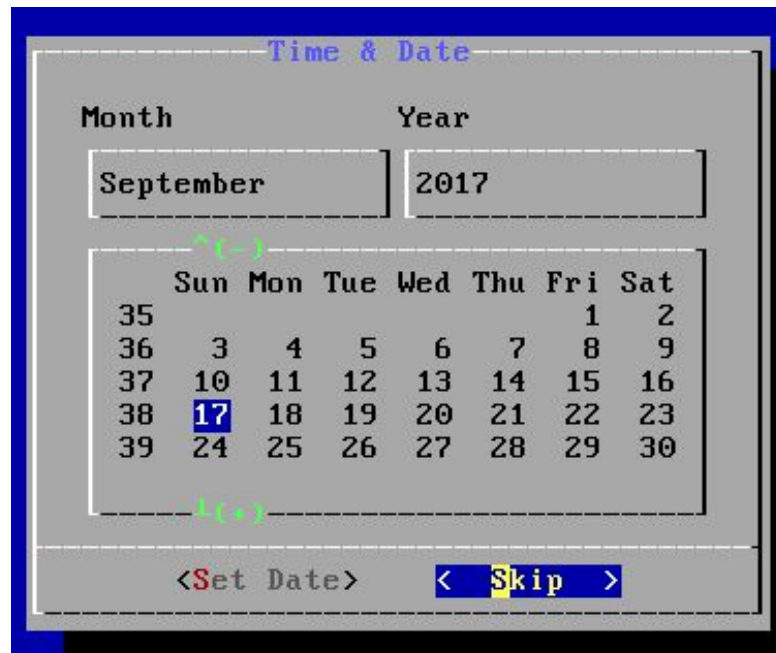 Time & Date
Month Year
September 2017
^(-)
Sun Mon Tue Wed Thu Fri Sat
35 1 2
36 3 4 5 6 7 8 9
37 10 11 12 13 14 15 16
38 17 18 19 20 21 22 23
39 24 25 26 27 28 29 30
<Set Date> < Skip >